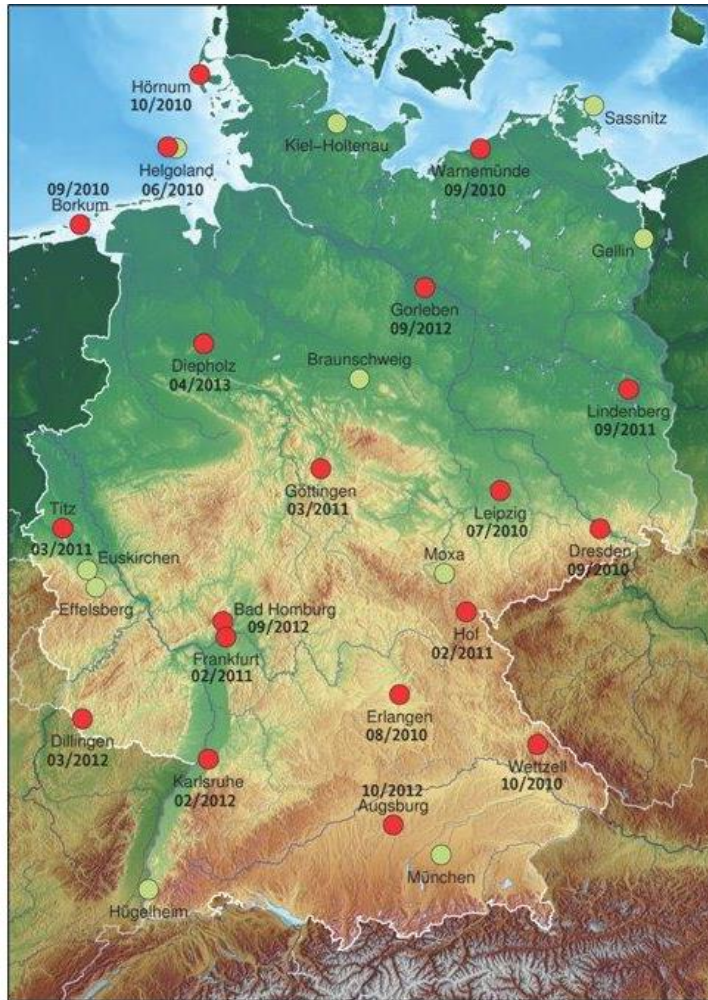 Hörnum
10/2010
Kiel-Holtenau
Sassnitz
Helgoland
06/2010
Warnemünde
09/2010
09/2010
Borkum
Gellin
Gorleben
09/2012
Diepholz
04/2013
Braunschweig
Lindenberg
09/2011
Göttingen
03/2011
Leipzig
07/2010
Titz
03/2011
Euskirchen
Effelsberg
Moxa
Dresden
09/2010
Bad Homburg
09/2012
Frankfurt
02/2011
Hof
02/2011
Erlangen
08/2010
Dillingen
03/2012
Wettzell
10/2010
Karlsruhe
02/2012
10/2012
Augsburg
München
Hügelheim